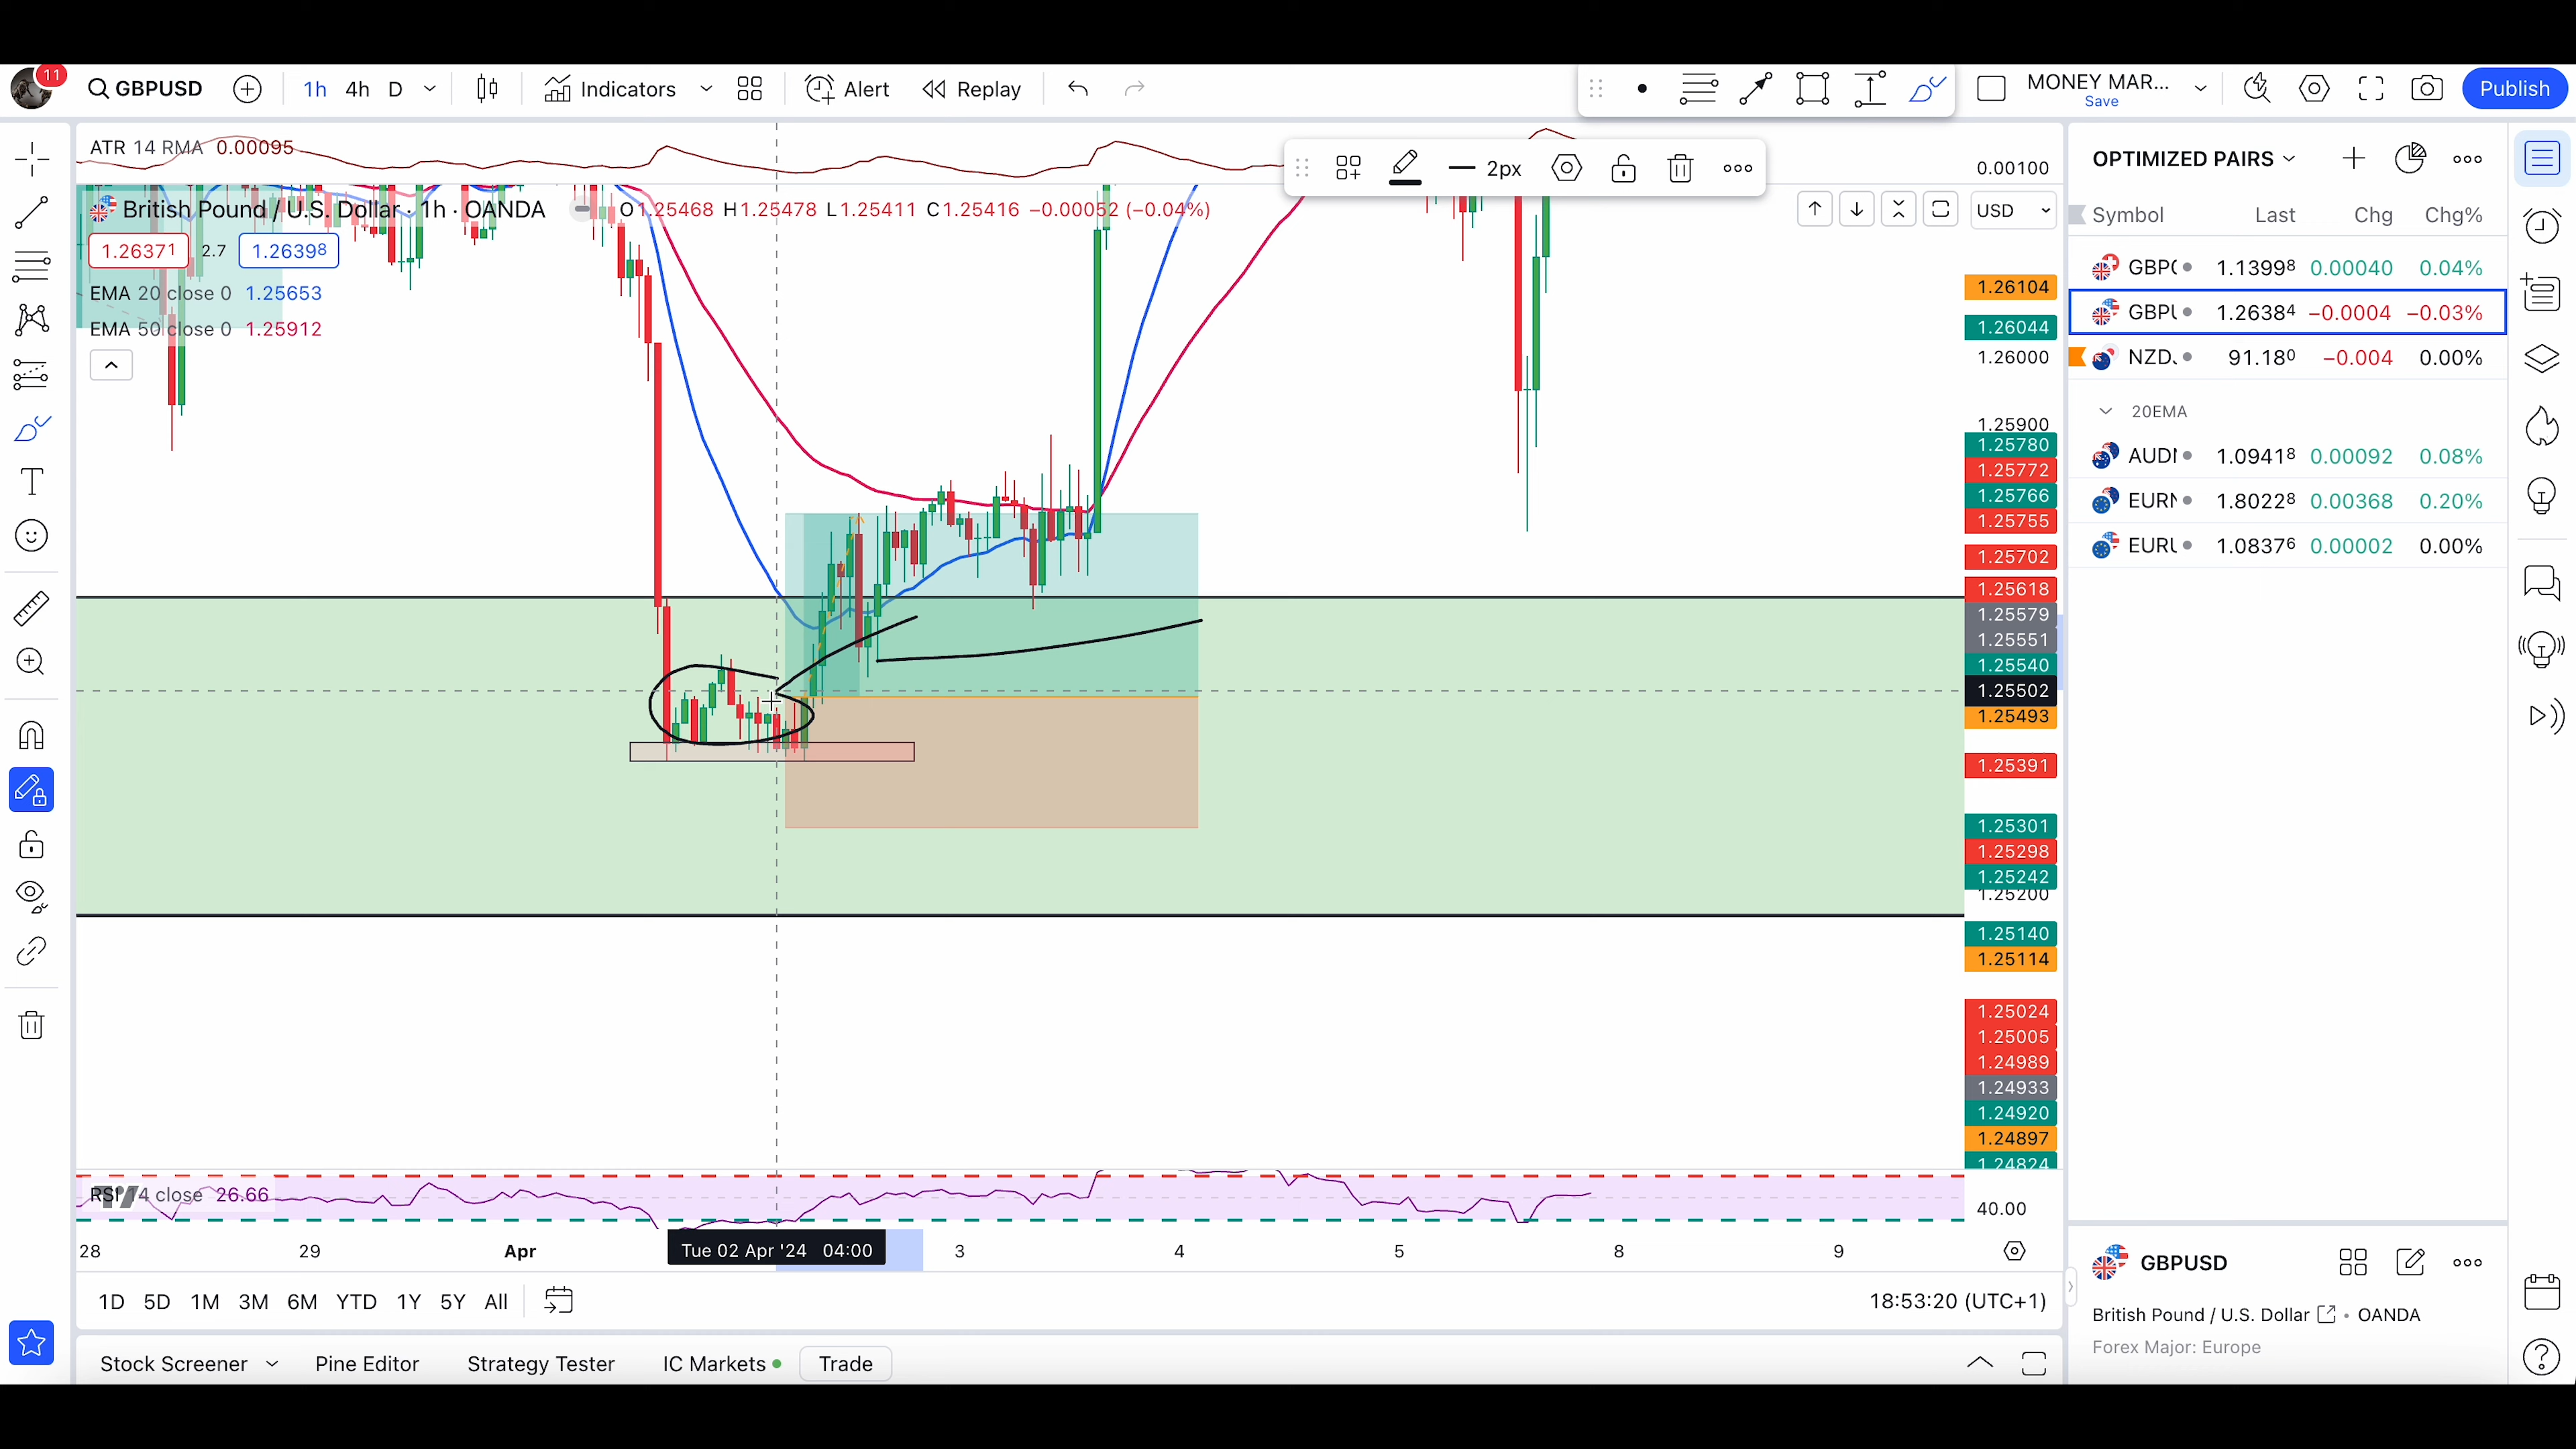 11
GBPUSD
1h 4h D
Indicators
Alert
Replay
MONEY MAR...
Save
Publish
ATR 14 RMA 0.00095
0.00100
2px
British Pound / U.S. Dollar · 1h · OANDA
O1.25468 H1.25478 L1.25411 C1.25416 −0.00052 (−0.04%)
USD
1.26371 2.7 1.26398
EMA 20 close 0 1.25653
EMA 50 close 0 1.25912
1.26104
1.26044
1.26000
1.25900
1.25780
1.25772
1.25766
1.25755
1.25702
1.25618
1.25579
1.25551
1.25540
1.25502
1.25493
1.25391
1.25301
1.25298
1.25242
1.25200
1.25140
1.25114
1.25024
1.25005
1.24989
1.24933
1.24920
1.24897
1.24824
RSI 14 close 26.66
40.00
28 29 Apr Tue 02 Apr '24 04:00 3 4 5 8 9
1D 5D 1M 3M 6M YTD 1Y 5Y All
18:53:20 (UTC+1)
Stock Screener Pine Editor Strategy Tester IC Markets Trade
OPTIMIZED PAIRS
Symbol Last Chg Chg%
1.13998 0.00040 0.04%
1.26384 −0.0004 −0.03%
91.180 −0.004 0.00%
20EMA
1.09418 0.00092 0.08%
1.80228 0.00368 0.20%
1.08376 0.00002 0.00%
GBPUSD
British Pound / U.S. Dollar • OANDA
Forex Major: Europe